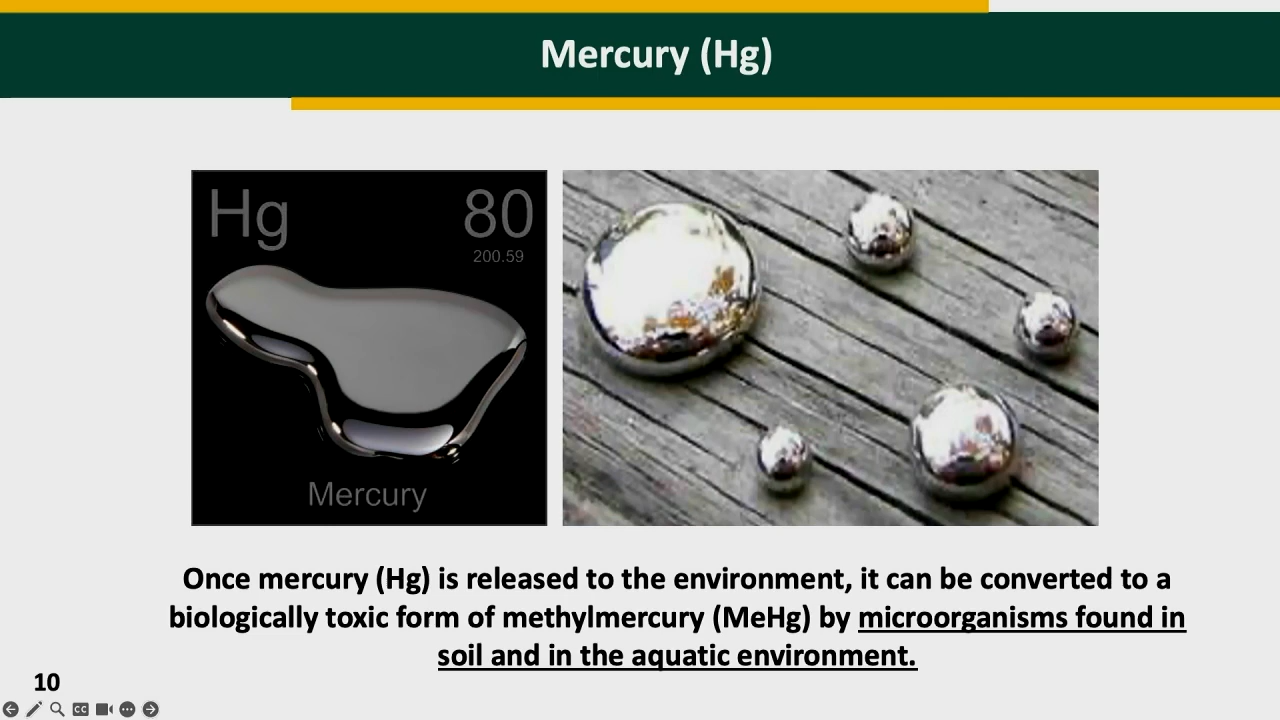 Mercury (Hg)
Hg
80
200.59
Mercury
Once mercury (Hg) is released to the environment, it can be converted to a
biologically toxic form of methylmercury (MeHg) by microorganisms found in
soil and in the aquatic environment.
10
CC